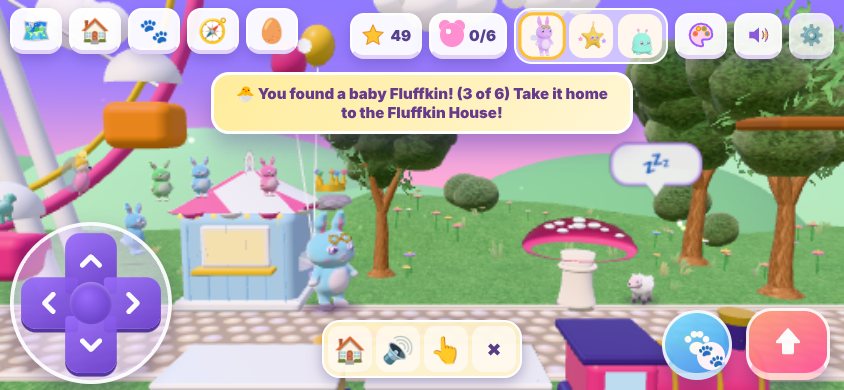 49
0/6
You found a baby Fluffkin! (3 of 6) Take it home
to the Fluffkin House!
zzz